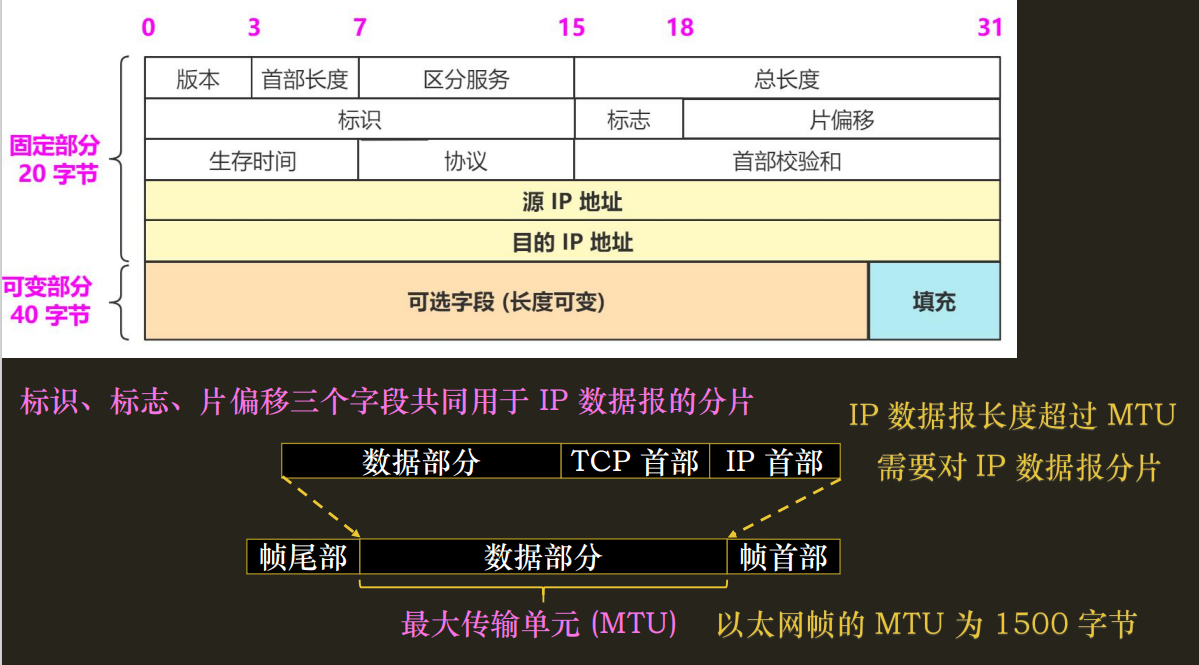 0 3 7 15 18 31
版本 首部长度 区分服务 总长度
标识 标志 片偏移
生存时间 协议 首部校验和
源 IP 地址
目的 IP 地址
可选字段 (长度可变) 填充
固定部分
20 字节
可变部分
40 字节
标识、标志、片偏移三个字段共同用于 IP 数据报的分片
IP 数据报长度超过 MTU
需要对 IP 数据报分片
数据部分 TCP 首部 IP 首部
帧尾部 数据部分 帧首部
最大传输单元 (MTU) 以太网帧的 MTU 为 1500 字节